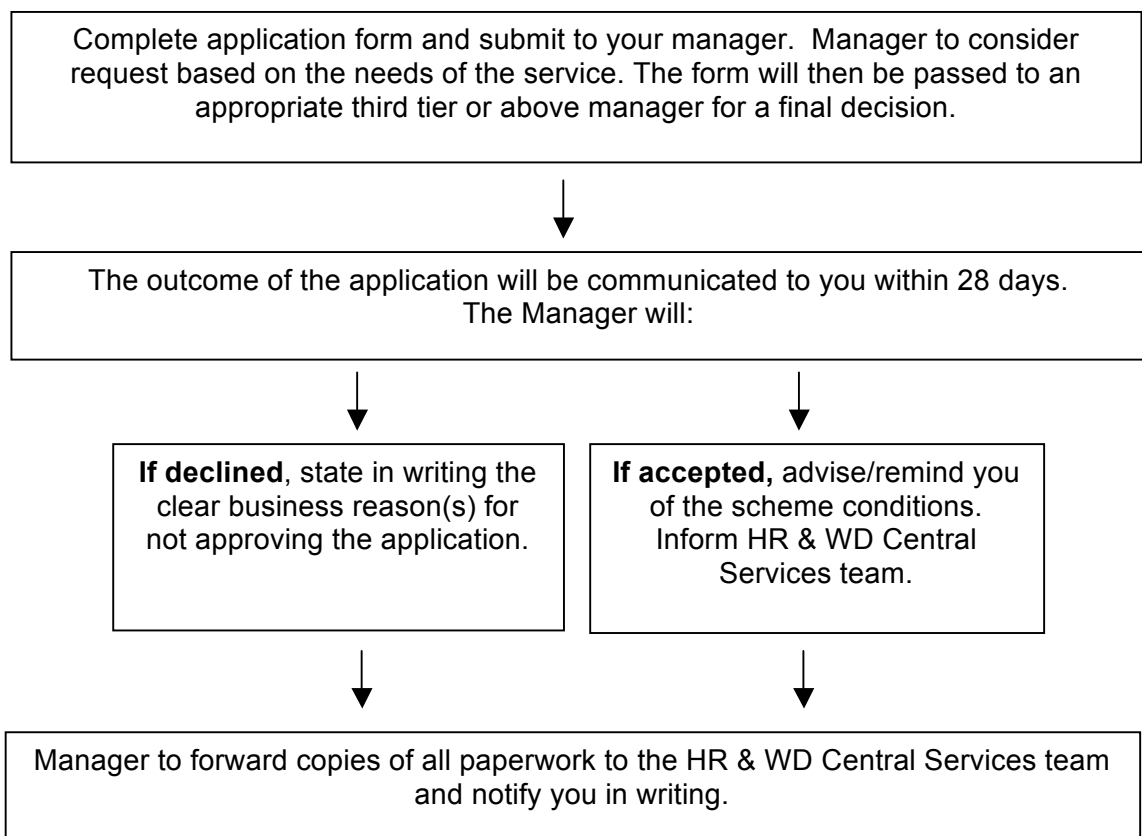 Complete application form and submit to your manager.  Manager to consider
request based on the needs of the service. The form will then be passed to an
appropriate third tier or above manager for a final decision.
The outcome of the application will be communicated to you within 28 days.
The Manager will:
If declined, state in writing the
clear business reason(s) for
not approving the application.
If accepted, advise/remind you
of the scheme conditions.
Inform HR & WD Central
Services team.
Manager to forward copies of all paperwork to the HR & WD Central Services team
and notify you in writing.